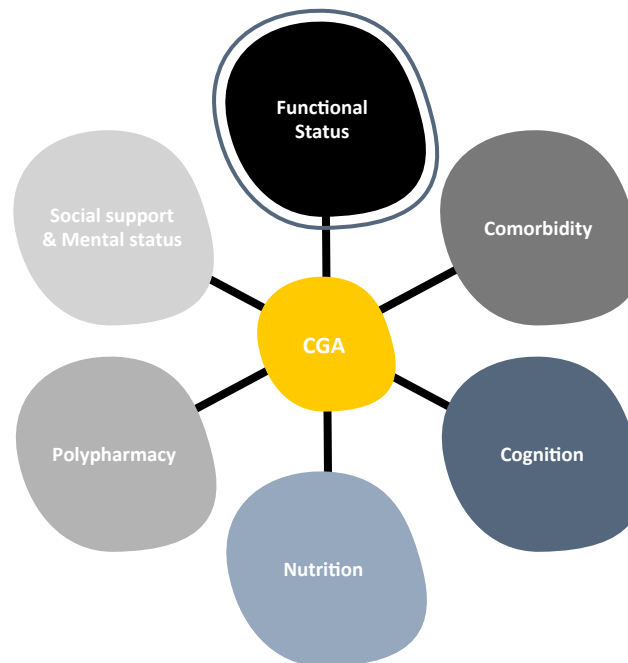 Functional
Status
Social support
& Mental status
Comorbidity
CGA
Polypharmacy
Cognition
Nutrition